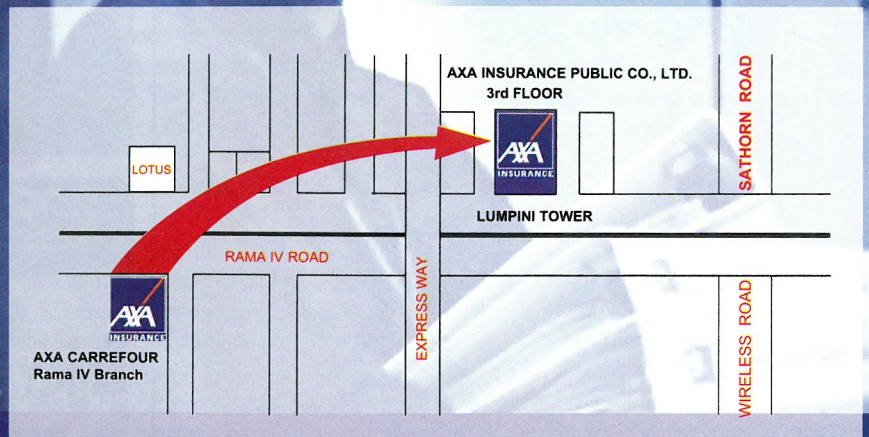 AXA INSURANCE PUBLIC CO., LTD.
3rd FLOOR
SATHORN ROAD
LOTUS
AXA
INSURANCE
LUMPINI TOWER
RAMA IV ROAD
EXPRESS WAY
WIRELESS ROAD
AXA
INSURANCE
AXA CARREFOUR
Rama IV Branch